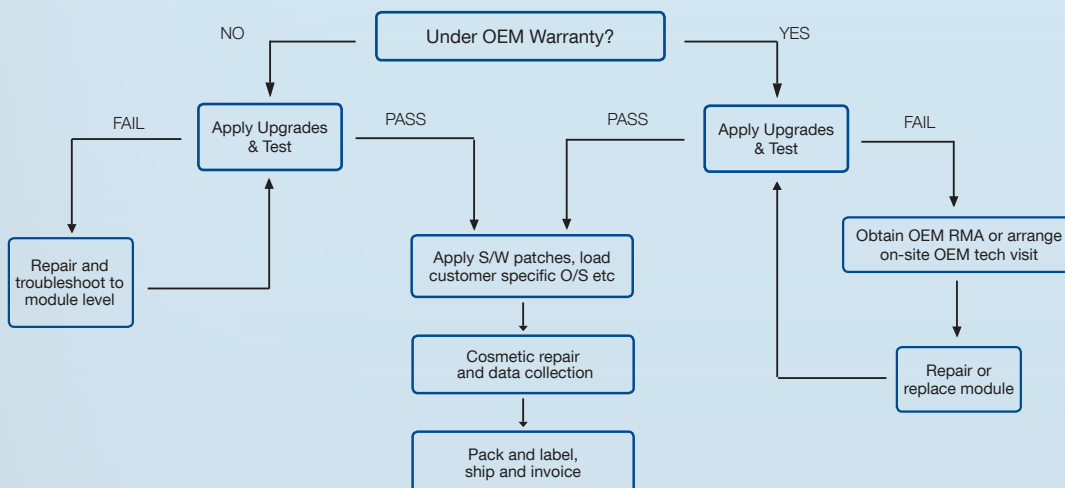 NO
Under OEM Warranty?
YES
FAIL
Apply Upgrades
& Test
PASS
PASS
Apply Upgrades
& Test
FAIL
Repair and
troubleshoot to
module level
Apply S/W patches, load
customer specific O/S etc
Obtain OEM RMA or arrange
on-site OEM tech visit
Cosmetic repair
and data collection
Repair or
replace module
Pack and label,
ship and invoice